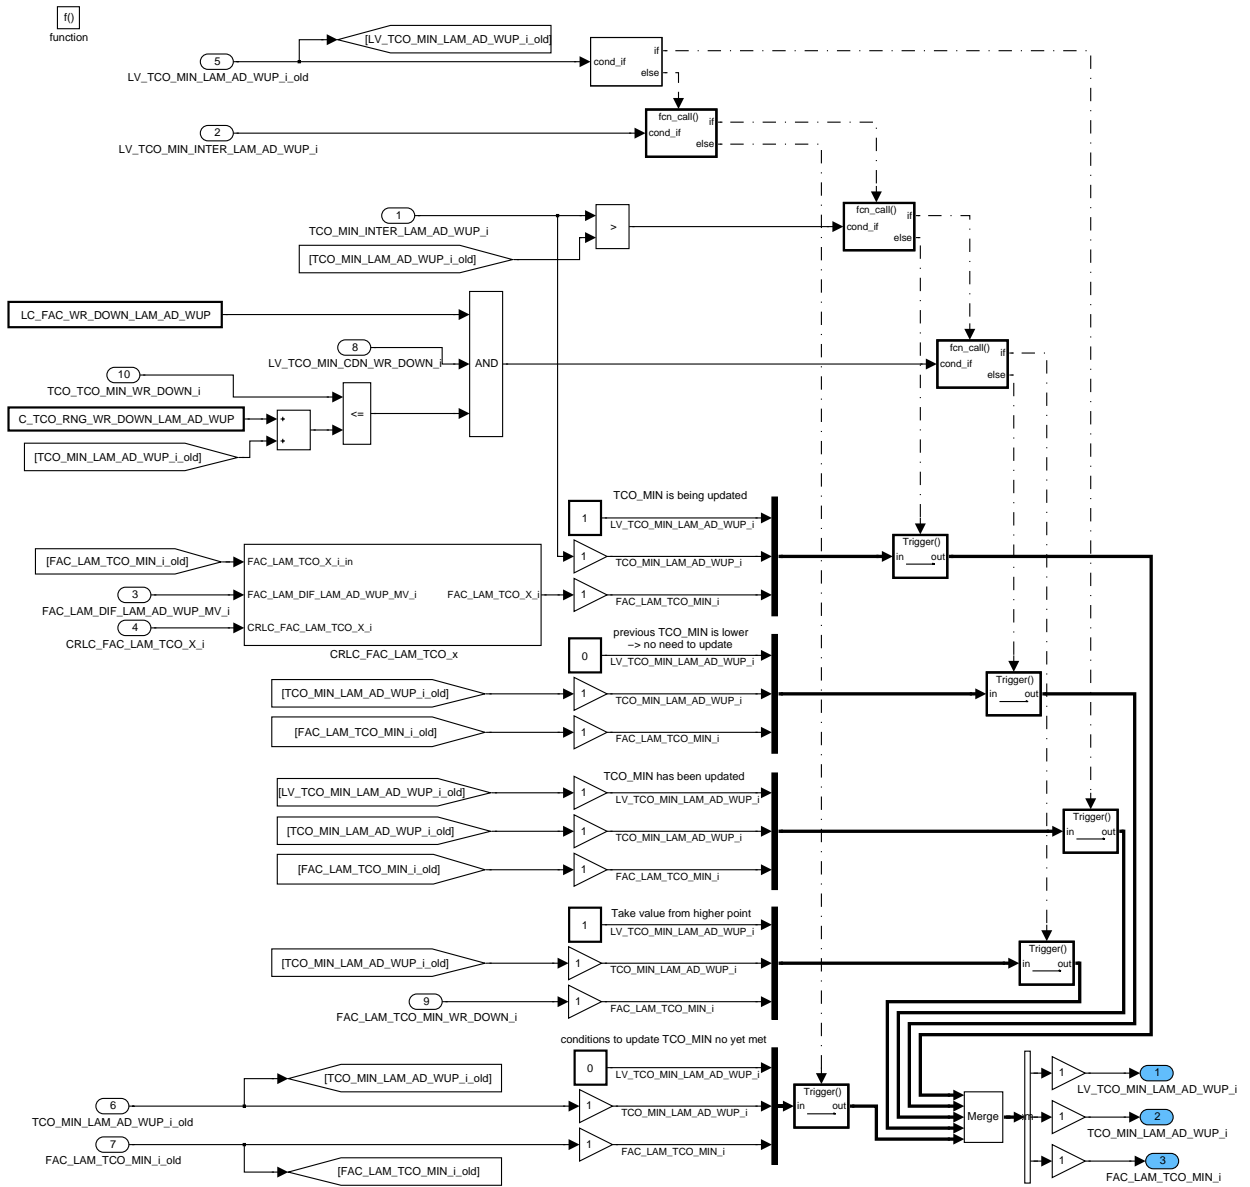 f()
function
[LV_TCO_MIN_LAM_AD_WUP_i_old]
5
LV_TCO_MIN_LAM_AD_WUP_i_old
cond_if
if
else
2
LV_TCO_MIN_INTER_LAM_AD_WUP_i
fcn_call()
cond_if
if
else
1
TCO_MIN_INTER_LAM_AD_WUP_i
>
[TCO_MIN_LAM_AD_WUP_i_old]
fcn_call()
cond_if
if
else
LC_FAC_WR_DOWN_LAM_AD_WUP
8
LV_TCO_MIN_CDN_WR_DOWN_i
AND
fcn_call()
cond_if
if
else
10
TCO_TCO_MIN_WR_DOWN_i
C_TCO_RNG_WR_DOWN_LAM_AD_WUP
+
+
<=
[TCO_MIN_LAM_AD_WUP_i_old]
TCO_MIN is being updated
1
LV_TCO_MIN_LAM_AD_WUP_i
1
TCO_MIN_LAM_AD_WUP_i
1
FAC_LAM_TCO_MIN_i
Trigger()
in
out
[FAC_LAM_TCO_MIN_i_old]
FAC_LAM_TCO_X_i_in
3
FAC_LAM_DIF_LAM_AD_WUP_MV_i
FAC_LAM_DIF_LAM_AD_WUP_MV_i
FAC_LAM_TCO_X_i
4
CRLC_FAC_LAM_TCO_X_i
CRLC_FAC_LAM_TCO_X_i
CRLC_FAC_LAM_TCO_x
previous TCO_MIN is lower
−> no need to update
0
LV_TCO_MIN_LAM_AD_WUP_i
[TCO_MIN_LAM_AD_WUP_i_old]
1
TCO_MIN_LAM_AD_WUP_i
[FAC_LAM_TCO_MIN_i_old]
1
FAC_LAM_TCO_MIN_i
Trigger()
in
out
TCO_MIN has been updated
[LV_TCO_MIN_LAM_AD_WUP_i_old]
1
LV_TCO_MIN_LAM_AD_WUP_i
[TCO_MIN_LAM_AD_WUP_i_old]
1
TCO_MIN_LAM_AD_WUP_i
[FAC_LAM_TCO_MIN_i_old]
1
FAC_LAM_TCO_MIN_i
Trigger()
in
out
Take value from higher point
1
LV_TCO_MIN_LAM_AD_WUP_i
[TCO_MIN_LAM_AD_WUP_i_old]
1
TCO_MIN_LAM_AD_WUP_i
9
FAC_LAM_TCO_MIN_WR_DOWN_i
1
FAC_LAM_TCO_MIN_i
Trigger()
in
out
conditions to update TCO_MIN no yet met
0
LV_TCO_MIN_LAM_AD_WUP_i
[TCO_MIN_LAM_AD_WUP_i_old]
6
TCO_MIN_LAM_AD_WUP_i_old
1
TCO_MIN_LAM_AD_WUP_i
7
FAC_LAM_TCO_MIN_i_old
1
FAC_LAM_TCO_MIN_i
[FAC_LAM_TCO_MIN_i_old]
Trigger()
in
out
Merge
1
1
LV_TCO_MIN_LAM_AD_WUP_i
1
2
TCO_MIN_LAM_AD_WUP_i
1
3
FAC_LAM_TCO_MIN_i